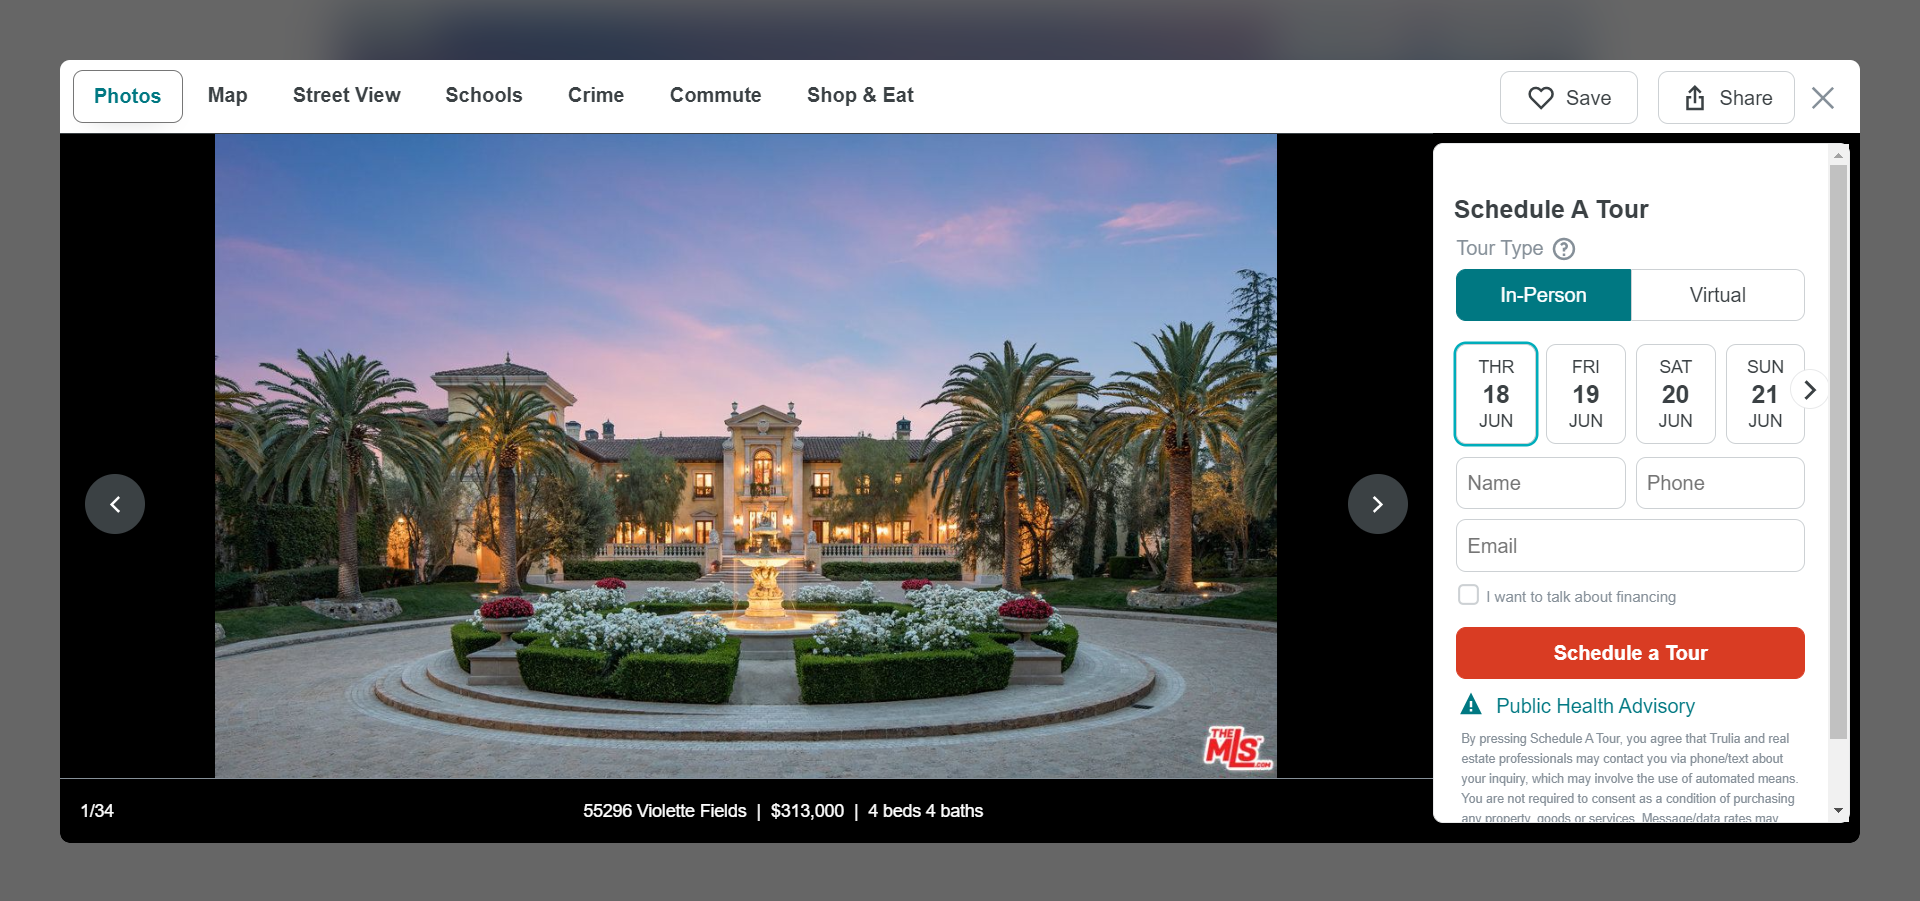 Photos
Map
Street View
Schools
Crime
Commute
Shop & Eat
Save
Share
Schedule A Tour
Tour Type ?
In-Person
Virtual
THR
18
JUN
FRI
19
JUN
SAT
20
JUN
SUN
21
JUN
Name
Phone
Email
I want to talk about financing
Schedule a Tour
Public Health Advisory
By pressing Schedule A Tour, you agree that Trulia and real
estate professionals may contact you via phone/text about
your inquiry, which may involve the use of automated means.
You are not required to consent as a condition of purchasing
any property, goods or services. Message/data rates may
THE
MLS
.COM
1/34
55296 Violette Fields | $313,000 | 4 beds 4 baths